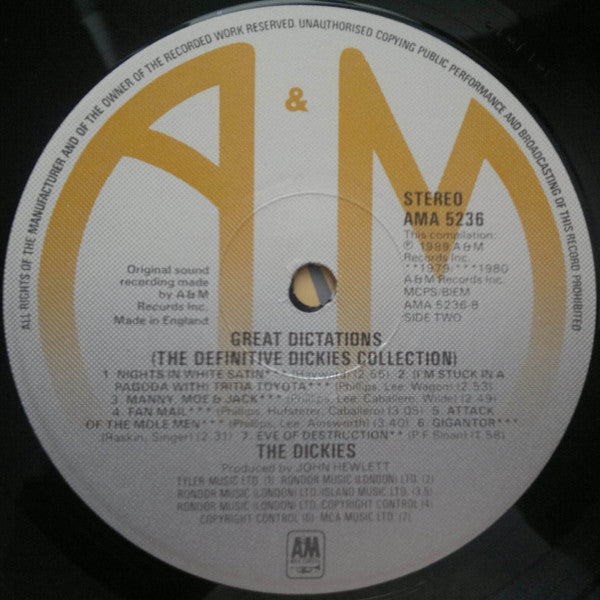 ALL RIGHTS OF THE MANUFACTURER AND OF THE OWNER OF THE RECORDED WORK RESERVED. UNAUTHORISED COPYING PUBLIC PERFORMANCE AND BROADCASTING OF THIS RECORD PROHIBITED
A & M
STEREO
AMA 5236
This compilation:
℗ 1989 A & M
Records Inc.
**1979/***1980
A & M Records Inc.
MCPS/BIEM
AMA 5236-B
SIDE TWO
Original sound
recording made
by A & M
Records Inc.
Made in England
GREAT DICTATIONS
(THE DEFINITIVE DICKIES COLLECTION)
1. NIGHTS IN WHITE SATIN (Hayward) (2.55) 2. (I'M STUCK IN A
PAGODA WITH) TRITIA TOYOTA*** (Phillips, Lee, Wagon) (2.53)
3. MANNY, MOE & JACK*** (Phillips, Lee, Caballero, Wilde) (2.49)
4. FAN MAIL*** (Phillips, Hufsteter, Caballero) (3.05) 5. ATTACK
OF THE MOLE MEN*** (Phillips, Lee, Ainsworth) (3.40) 6. GIGANTOR***
(Raskin, Singer) (2.31) 7. EVE OF DESTRUCTION** (P.F. Sloan) (1.58)
THE DICKIES
Produced by JOHN HEWLETT
TYLER MUSIC LTD. (1) RONDOR MUSIC (LONDON) LTD. (2)
RONDOR MUSIC (LONDON) LTD./ISLAND MUSIC LTD. (3,5)
RONDOR MUSIC (LONDON) LTD./COPYRIGHT CONTROL (4)
COPYRIGHT CONTROL (6) MCA MUSIC LTD. (7)
A&M
RECORDS